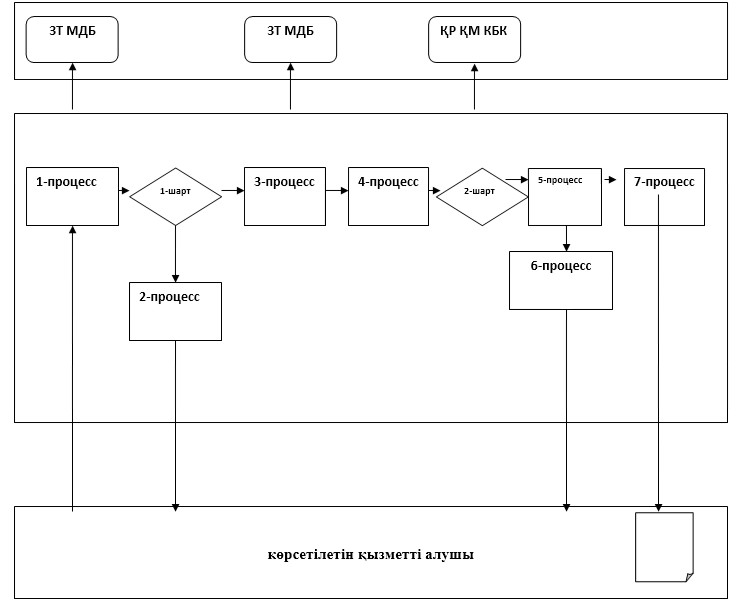 ЗТ МДБ
ЗТ МДБ
ҚР ҚМ КБК
1-процесс
1-шарт
3-процесс
4-процесс
2-шарт
5-процесс
7-процесс
6-процесс
2-процесс
көрсетілетін қызметті алушы